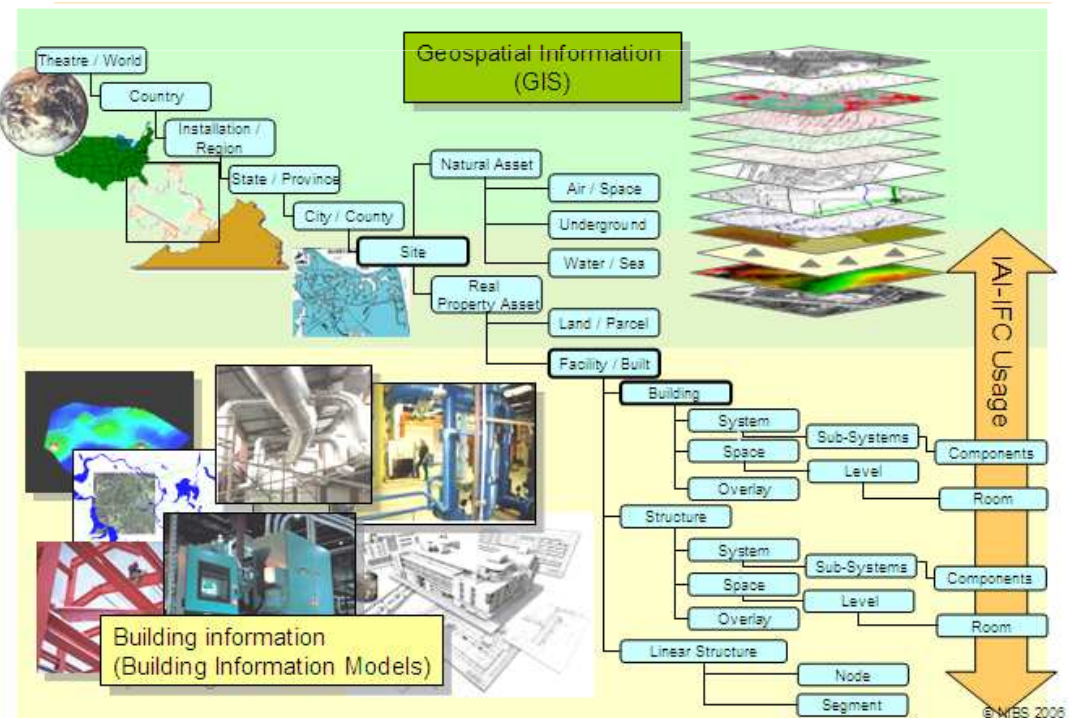 Geospatial Information
(GIS)
Theatre / World
Country
Installation /
Region
State / Province
City / County
Site
Natural Asset
Air / Space
Underground
Water / Sea
Real
Property Asset
Land / Parcel
Facility / Built
Building
System
Sub-Systems
Components
Space
Level
Room
Overlay
Structure
System
Sub-Systems
Components
Space
Level
Room
Overlay
Linear Structure
Node
Segment
IAI-IFC Usage
Building information
(Building Information Models)
© NIBS 2006